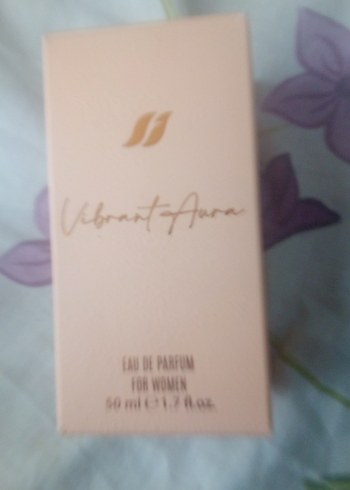 Vibrant Aura
EAU DE PARFUM
FOR WOMEN
50 ml e 1.7 fl.oz.